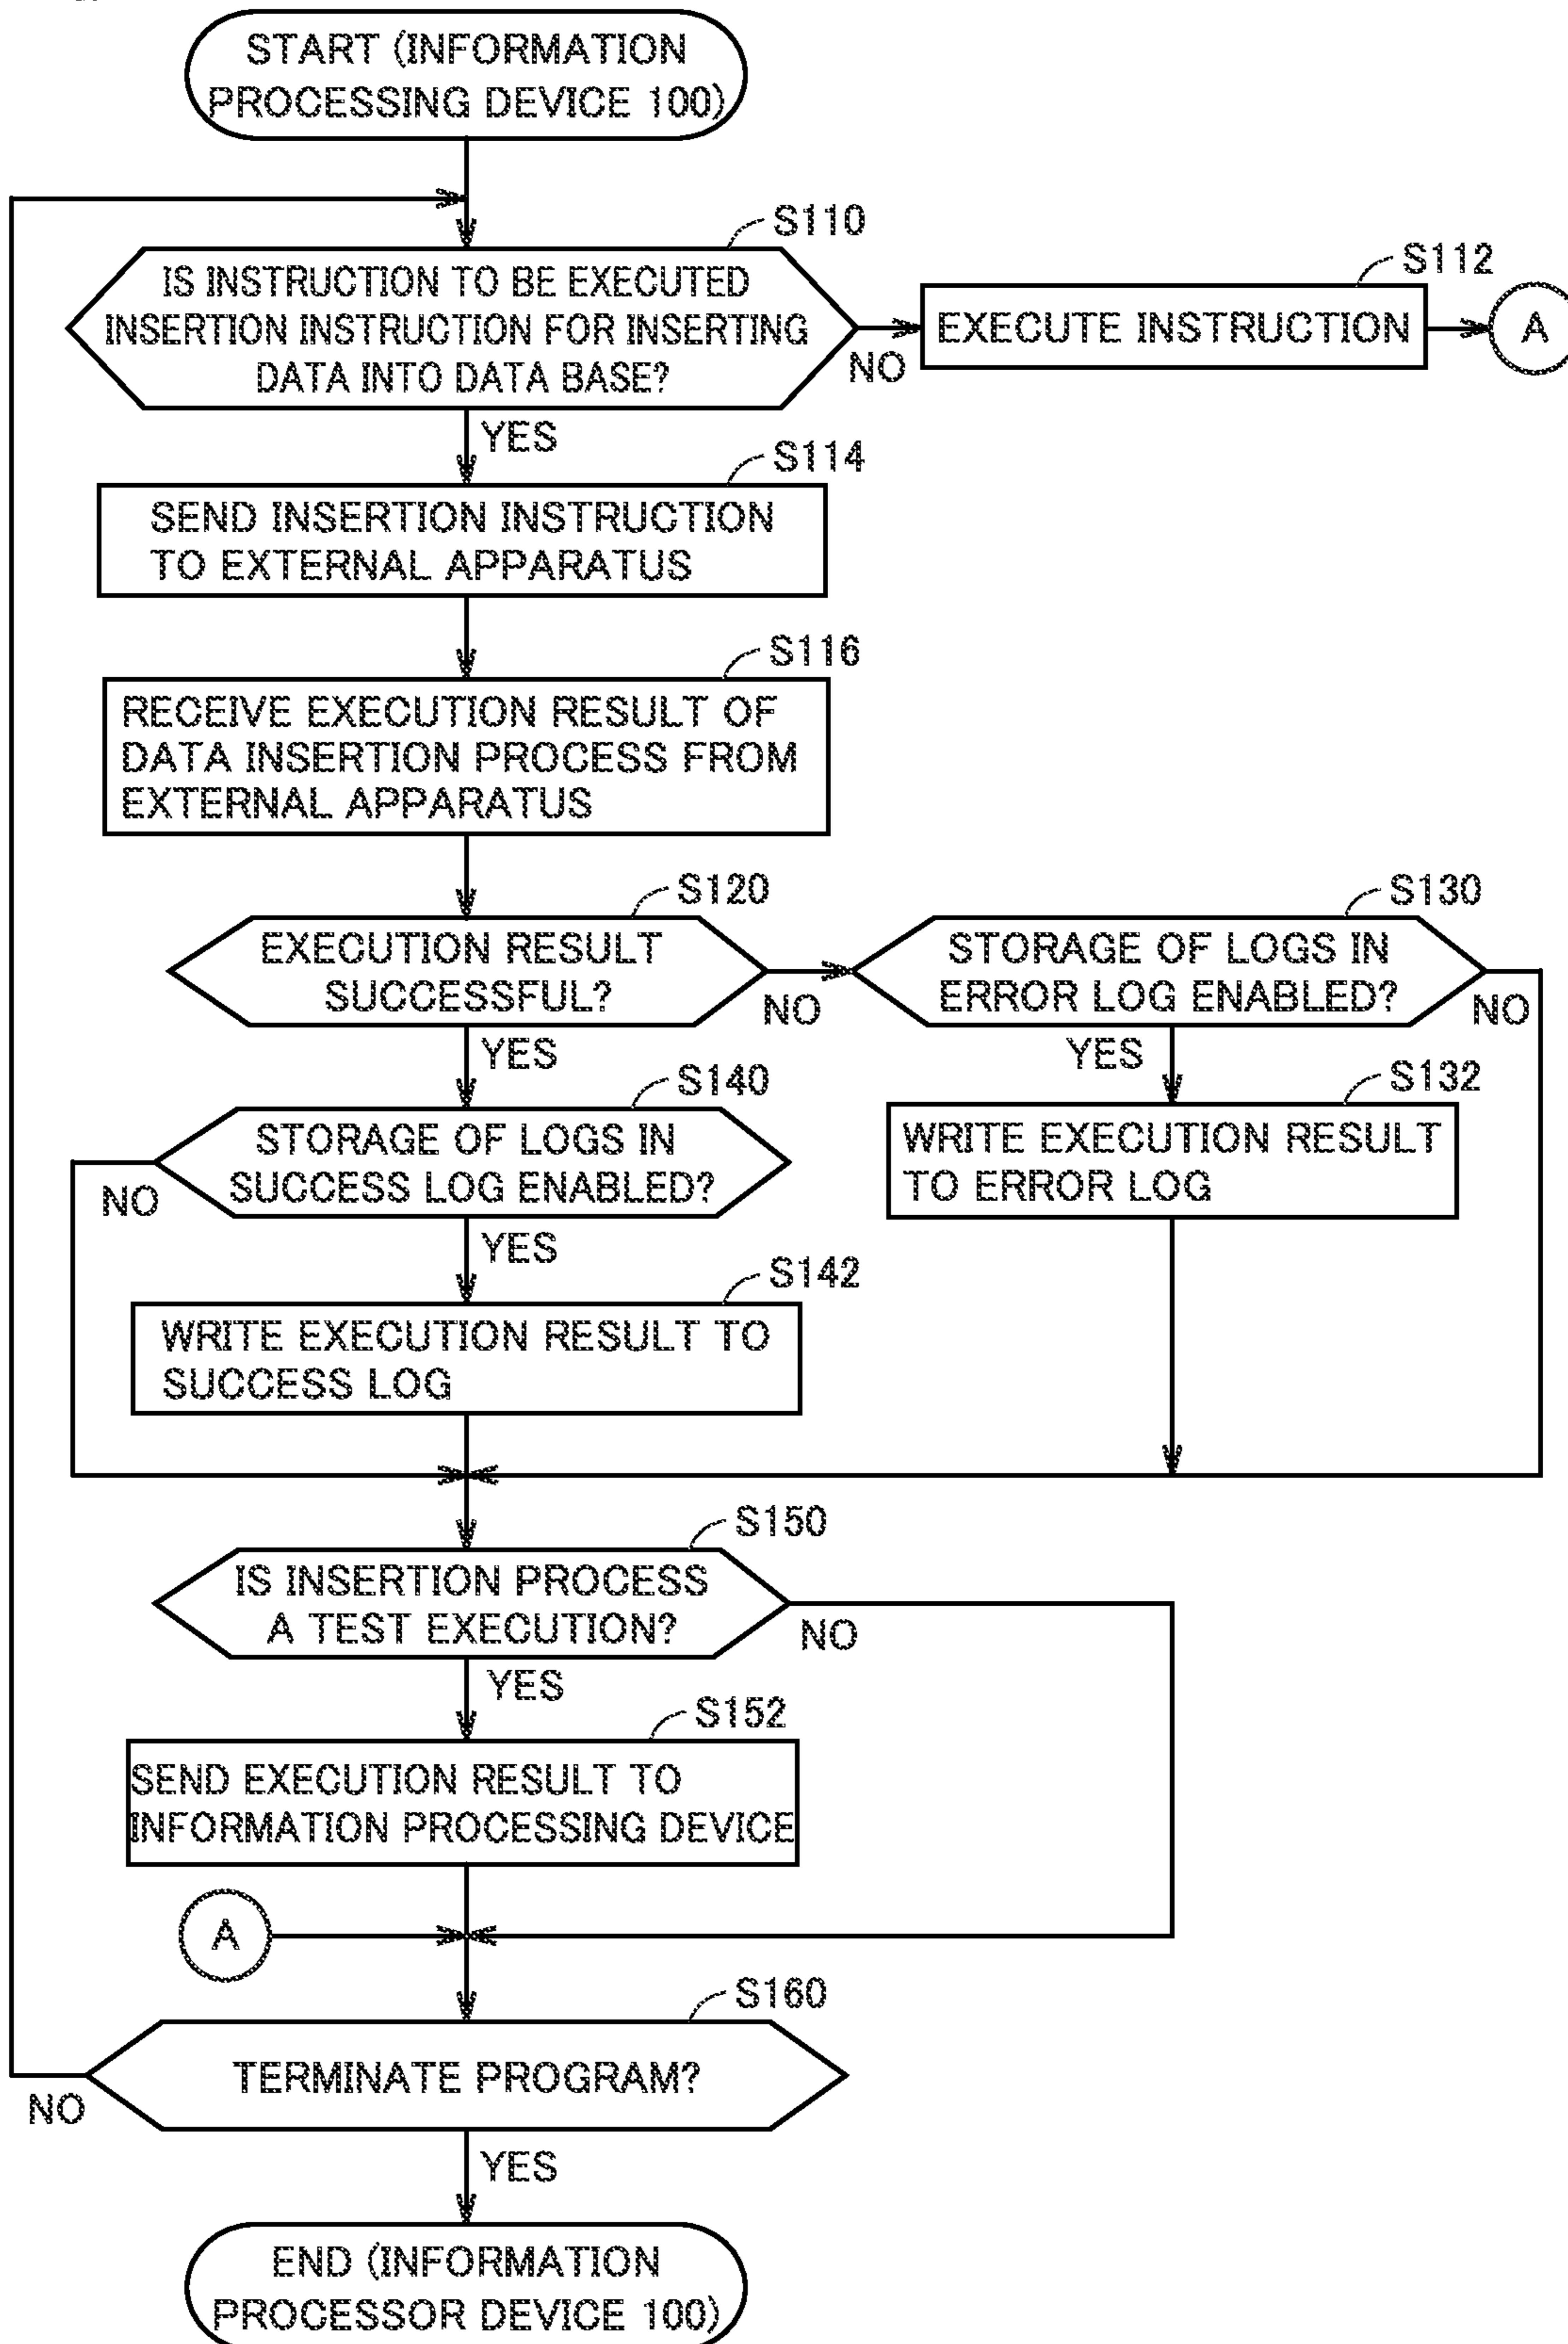 START (INFORMATION
PROCESSING DEVICE 100)
S110
IS INSTRUCTION TO BE EXECUTED
INSERTION INSTRUCTION FOR INSERTING
DATA INTO DATA BASE?
NO
S112
EXECUTE INSTRUCTION
A
YES
S114
SEND INSERTION INSTRUCTION
TO EXTERNAL APPARATUS
S116
RECEIVE EXECUTION RESULT OF
DATA INSERTION PROCESS FROM
EXTERNAL APPARATUS
S120
EXECUTION RESULT
SUCCESSFUL?
NO
S130
STORAGE OF LOGS IN
ERROR LOG ENABLED?
NO
YES
S132
WRITE EXECUTION RESULT
TO ERROR LOG
YES
S140
STORAGE OF LOGS IN
SUCCESS LOG ENABLED?
NO
YES
S142
WRITE EXECUTION RESULT TO
SUCCESS LOG
S150
IS INSERTION PROCESS
A TEST EXECUTION?
NO
YES
S152
SEND EXECUTION RESULT TO
INFORMATION PROCESSING DEVICE
A
S160
TERMINATE PROGRAM?
NO
YES
END (INFORMATION
PROCESSOR DEVICE 100)